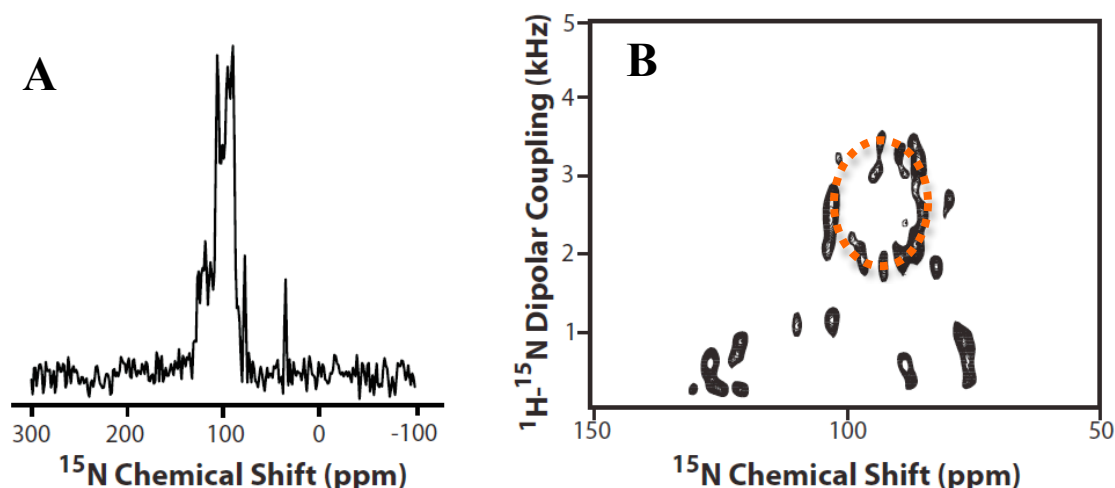 A
300
200
100
0
-100
¹⁵N Chemical Shift (ppm)
B
¹H-¹⁵N Dipolar Coupling (kHz)
5
4
3
2
1
150
100
50
¹⁵N Chemical Shift (ppm)